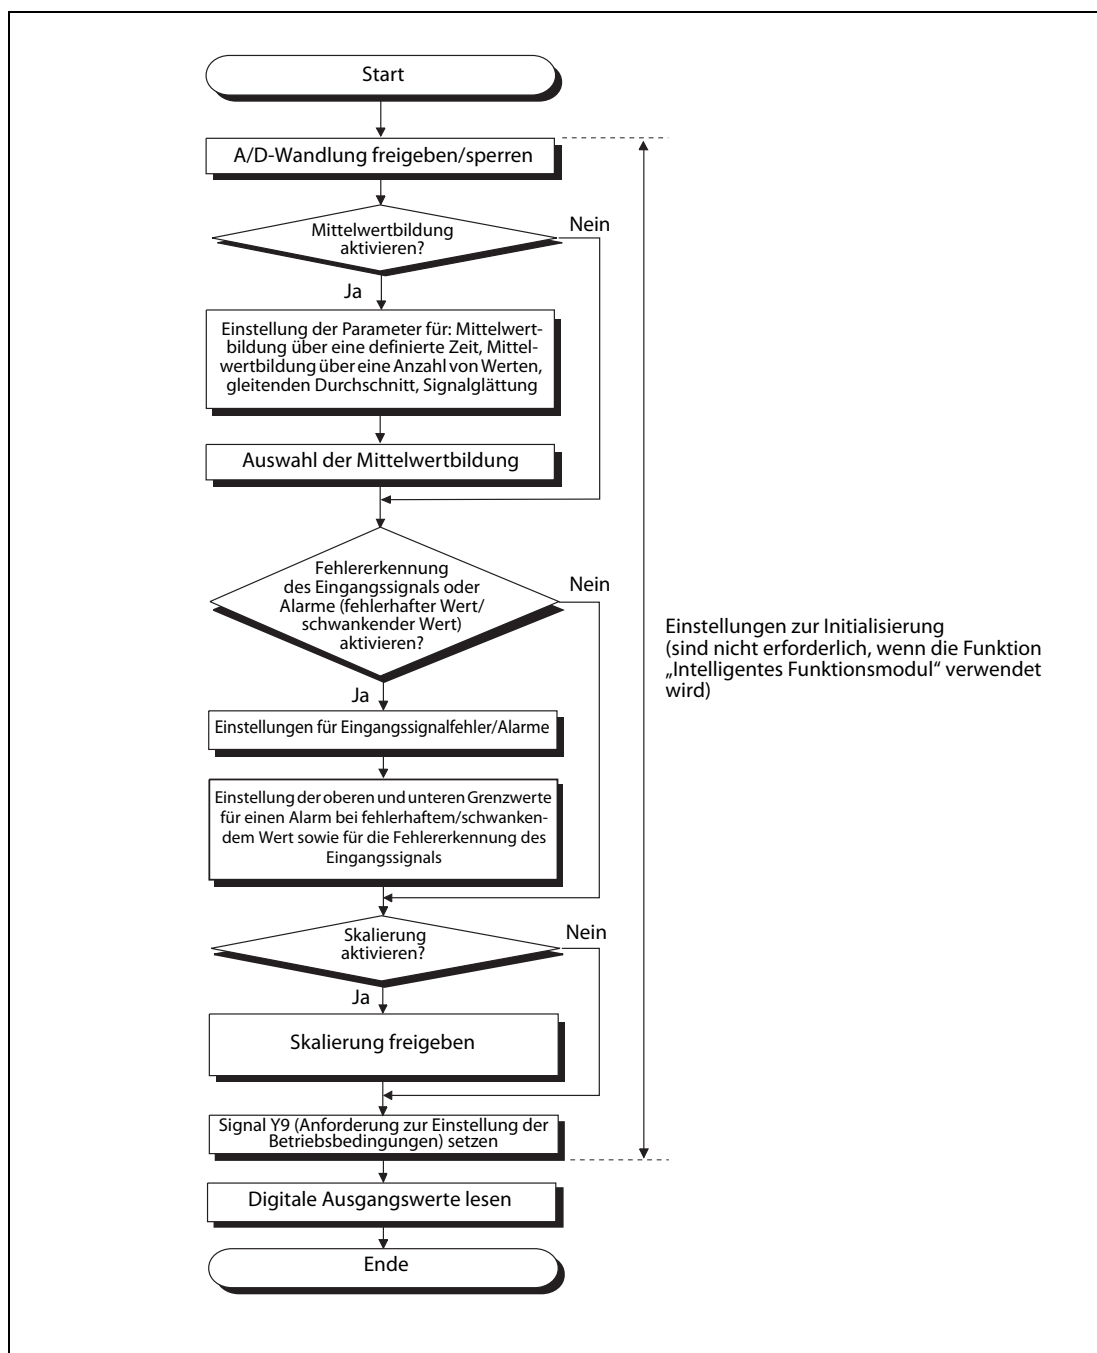 Start
A/D-Wandlung freigeben/sperren
Mittelwertbildung
aktivieren?
Nein
Ja
Einstellung der Parameter für: Mittelwert-
bildung über eine definierte Zeit, Mittel-
wertbildung über eine Anzahl von Werten,
gleitenden Durchschnitt, Signalglättung
Auswahl der Mittelwertbildung
Fehlererkennung
des Eingangssignals oder
Alarme (fehlerhafter Wert/
schwankender Wert)
aktivieren?
Nein
Ja
Einstellungen für Eingangssignalfehler/Alarme
Einstellung der oberen und unteren Grenzwerte
für einen Alarm bei fehlerhaftem/schwanken-
dem Wert sowie für die Fehlererkennung des
Eingangssignals
Skalierung
aktivieren?
Nein
Ja
Skalierung freigeben
Signal Y9 (Anforderung zur Einstellung der
Betriebsbedingungen) setzen
Digitale Ausgangswerte lesen
Ende
Einstellungen zur Initialisierung
(sind nicht erforderlich, wenn die Funktion
„Intelligentes Funktionsmodul“ verwendet
wird)